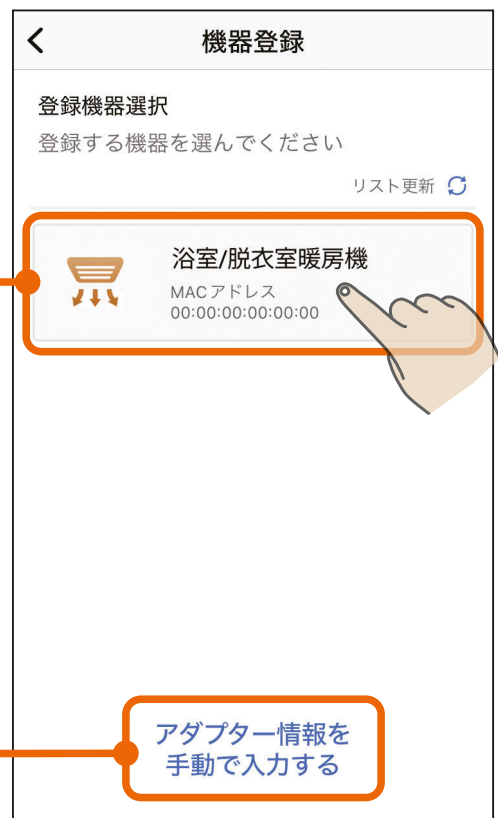 機器登録
登録機器選択
登録する機器を選んでください
リスト更新
浴室/脱衣室暖房機
MACアドレス
00:00:00:00:00:00
アダプター情報を
手動で入力する